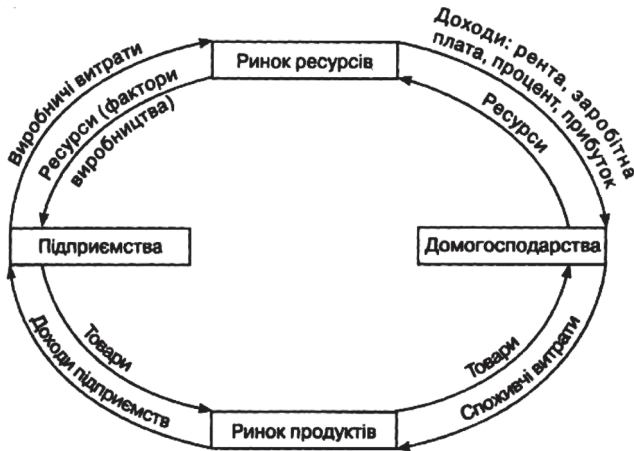 Доходи: рента, заробітна
плата, процент, прибуток
Виробничі витрати
Ринок ресурсів
Ресурси (фактори
виробництва)
Ресурси
Підприємства
Домогосподарства
Товари
Доходи підприємств
Товари
Споживчі витрати
Ринок продуктів